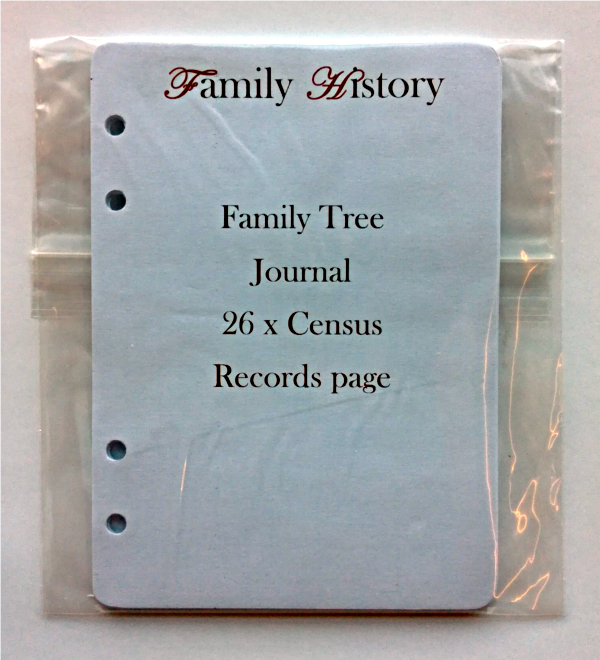 Family History
Family Tree
Journal
26 x Census
Records page